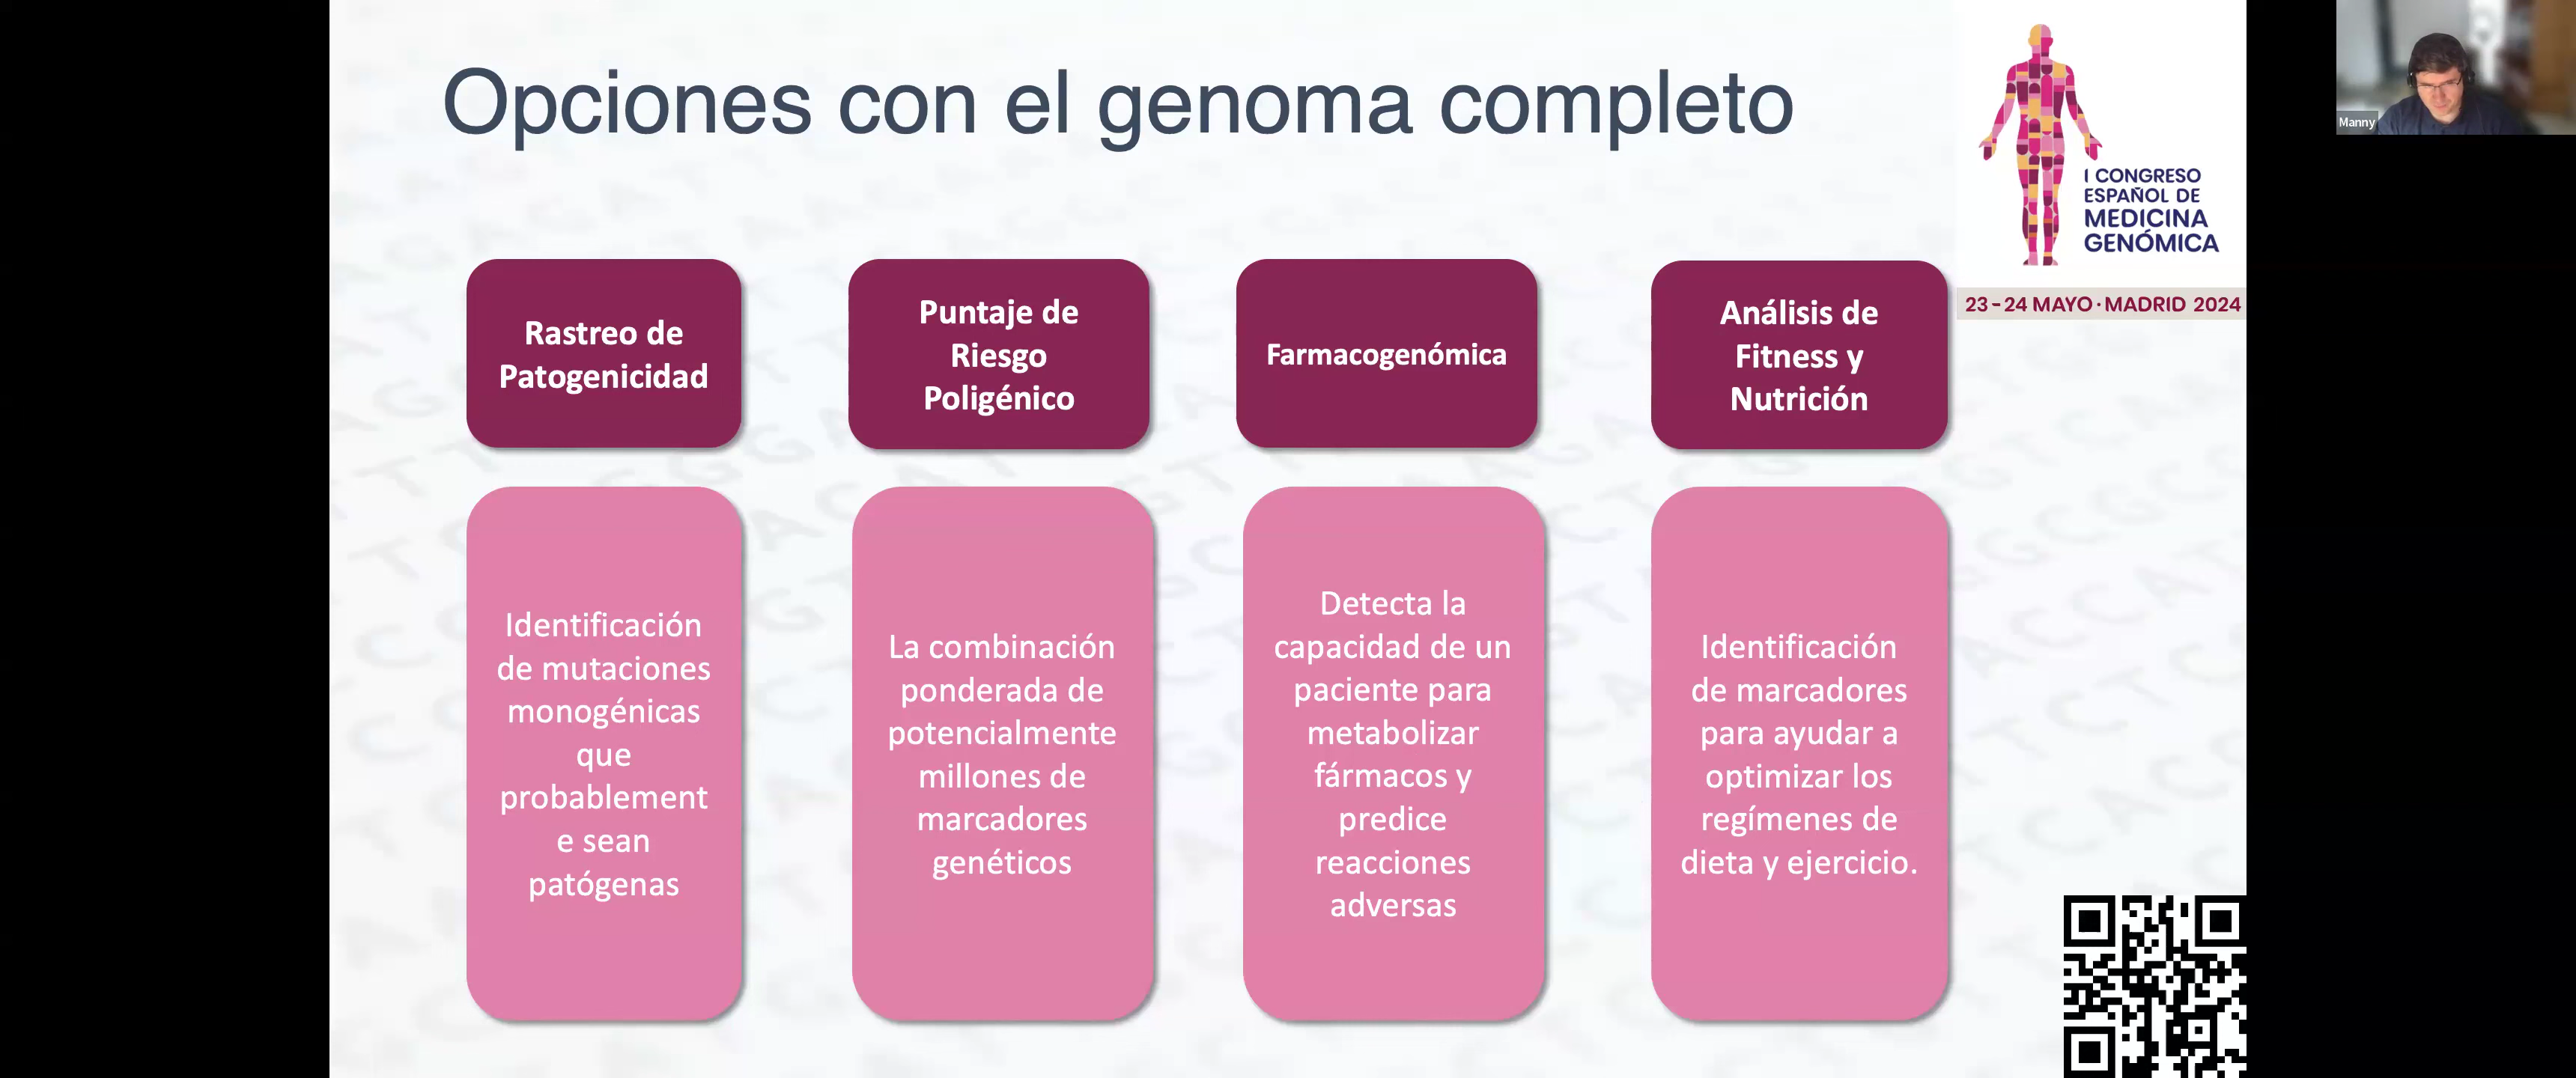 Opciones con el genoma completo
I CONGRESO
ESPAÑOL DE
MEDICINA
GENÓMICA
23-24 MAYO · MADRID 2024
Manny
Rastreo de
Patogenicidad
Puntaje de
Riesgo
Poligénico
Farmacogenómica
Análisis de
Fitness y
Nutrición
Identificación
de mutaciones
monogénicas
que
probablement
e sean
patógenas
La combinación
ponderada de
potencialmente
millones de
marcadores
genéticos
Detecta la
capacidad de un
paciente para
metabolizar
fármacos y
predice
reacciones
adversas
Identificación
de marcadores
para ayudar a
optimizar los
regímenes de
dieta y ejercicio.